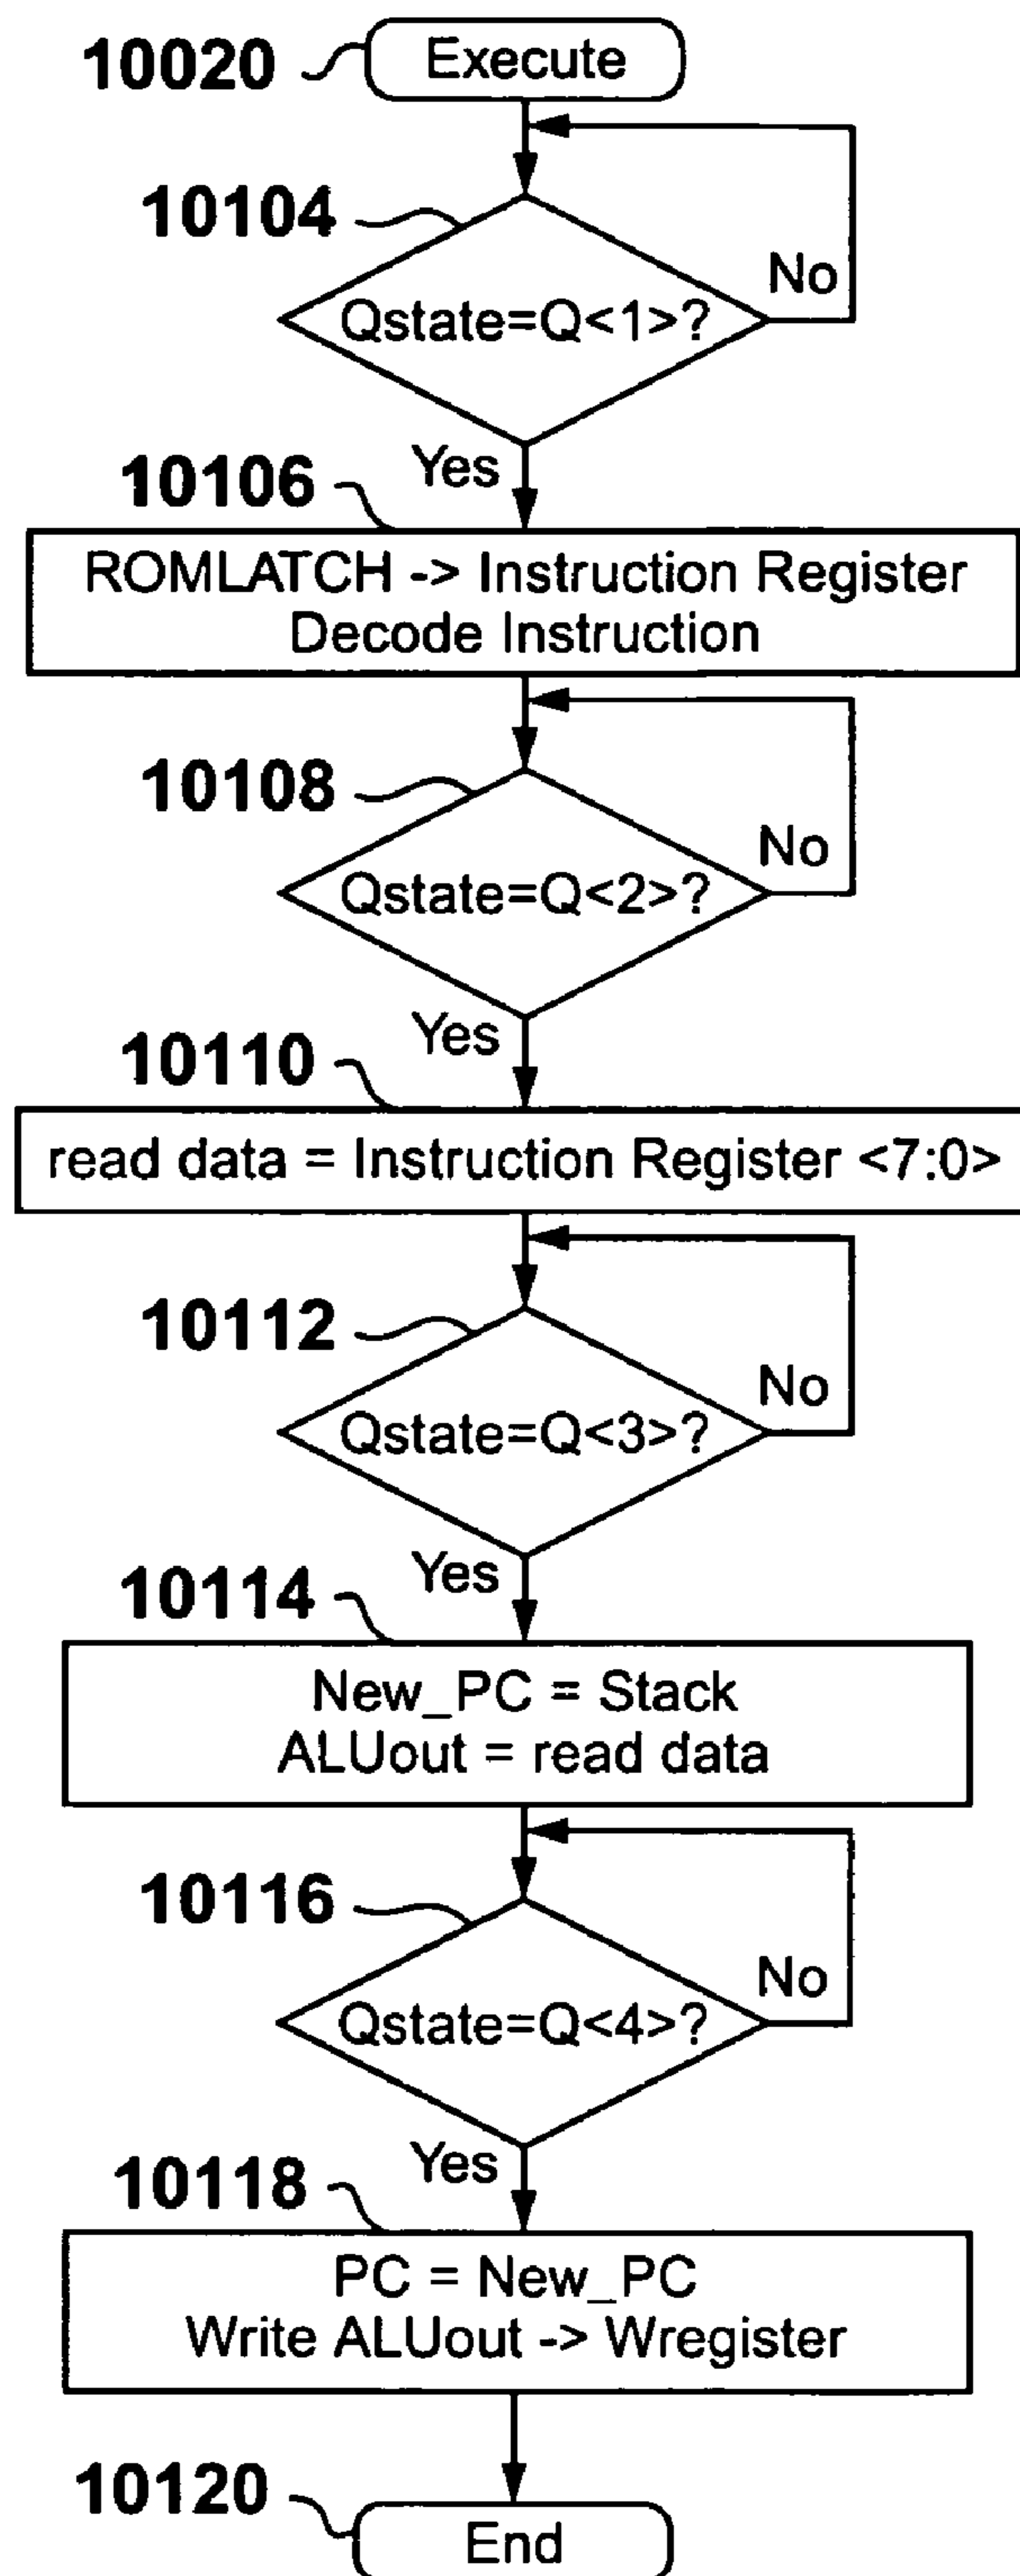 10020 Execute
10104
No
Qstate=Q<1>?
Yes
10106
ROMLATCH -> Instruction Register
Decode Instruction
10108
No
Qstate=Q<2>?
Yes
10110
read data = Instruction Register <7:0>
10112
No
Qstate=Q<3>?
Yes
10114
New_PC = Stack
ALUout = read data
10116
No
Qstate=Q<4>?
Yes
10118
PC = New_PC
Write ALUout -> Wregister
10120
End